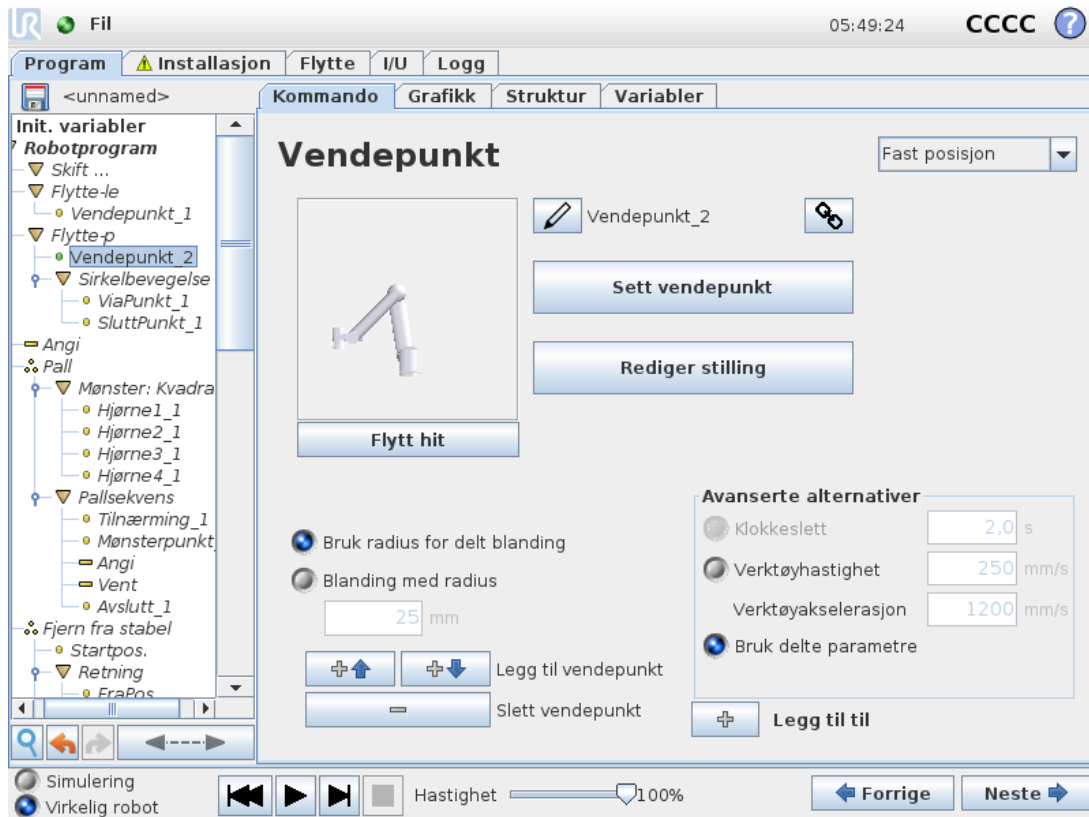 UR Fil 05:49:24 CCCC ?
Program Installasjon Flytte I/U Logg
<unnamed>
Kommando Grafikk Struktur Variabler
Init. variabler
Robotprogram
Skift ...
Flytte-le
Vendepunkt_1
Flytte-p
Vendepunkt_2
Sirkelbevegelse
ViaPunkt_1
SluttPunkt_1
Angi
Pall
Mønster: Kvadra
Hjørne1_1
Hjørne2_1
Hjørne3_1
Hjørne4_1
Pallsekvens
Tilnærming_1
Mønsterpunkt_
Angi
Vent
Avslutt_1
Fjern fra stabel
Startpos.
Retning
FraPos
Vendepunkt
Fast posisjon
Vendepunkt_2
Sett vendepunkt
Rediger stilling
Flytt hit
Bruk radius for delt blanding
Blanding med radius
25 mm
Legg til vendepunkt
Slett vendepunkt
Avanserte alternativer
Klokkeslett 2,0 s
Verktøyhastighet 250 mm/s
Verktøyakselerasjon 1200 mm/s
Bruk delte parametre
Legg til til
Simulering
Virkelig robot
Hastighet 100%
Forrige Neste